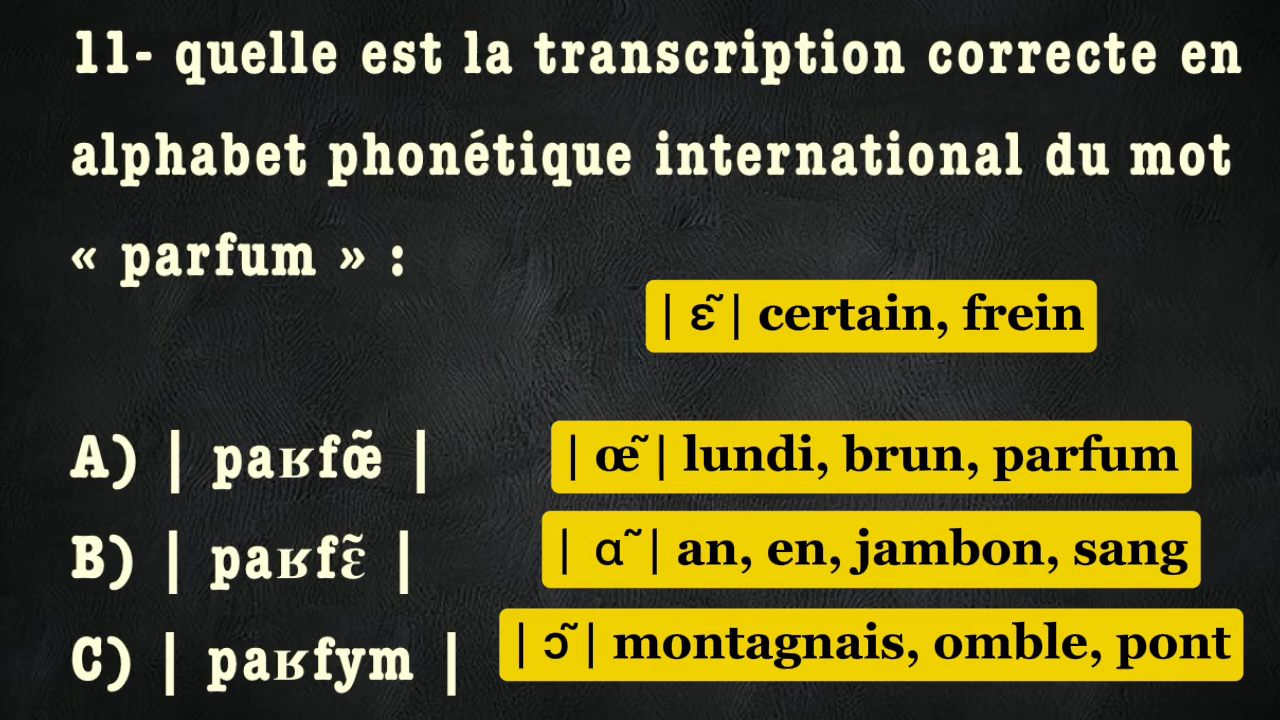 11- quelle est la transcription correcte en
alphabet phonétique international du mot
« parfum » :
| ɛ̃ | certain, frein
A) | paʁfœ̃ |
| œ̃ | lundi, brun, parfum
B) | paʁfɛ̃ |
| ɑ̃ | an, en, jambon, sang
C) | paʁfym |
| ɔ̃ | montagnais, omble, pont